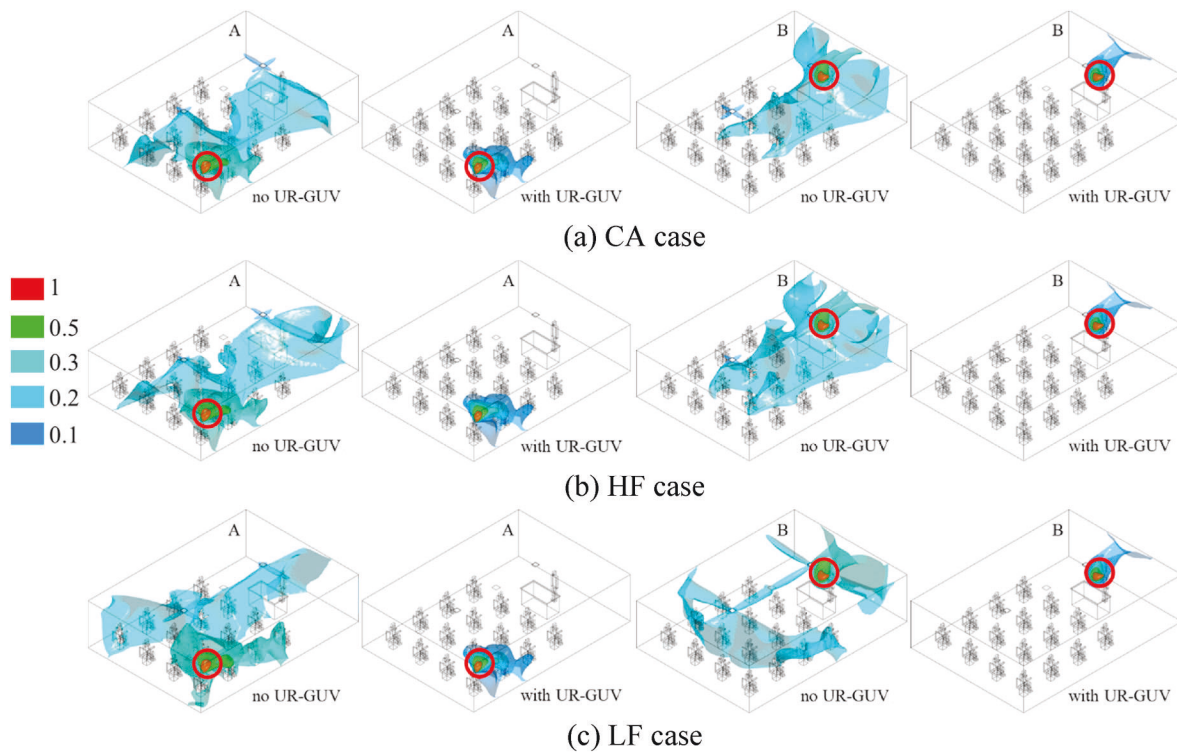 A
A
B
B
no UR-GUV
with UR-GUV
no UR-GUV
with UR-GUV
(a) CA case
1
0.5
0.3
0.2
0.1
A
A
B
B
no UR-GUV
with UR-GUV
no UR-GUV
with UR-GUV
(b) HF case
A
A
B
B
no UR-GUV
with UR-GUV
no UR-GUV
with UR-GUV
(c) LF case